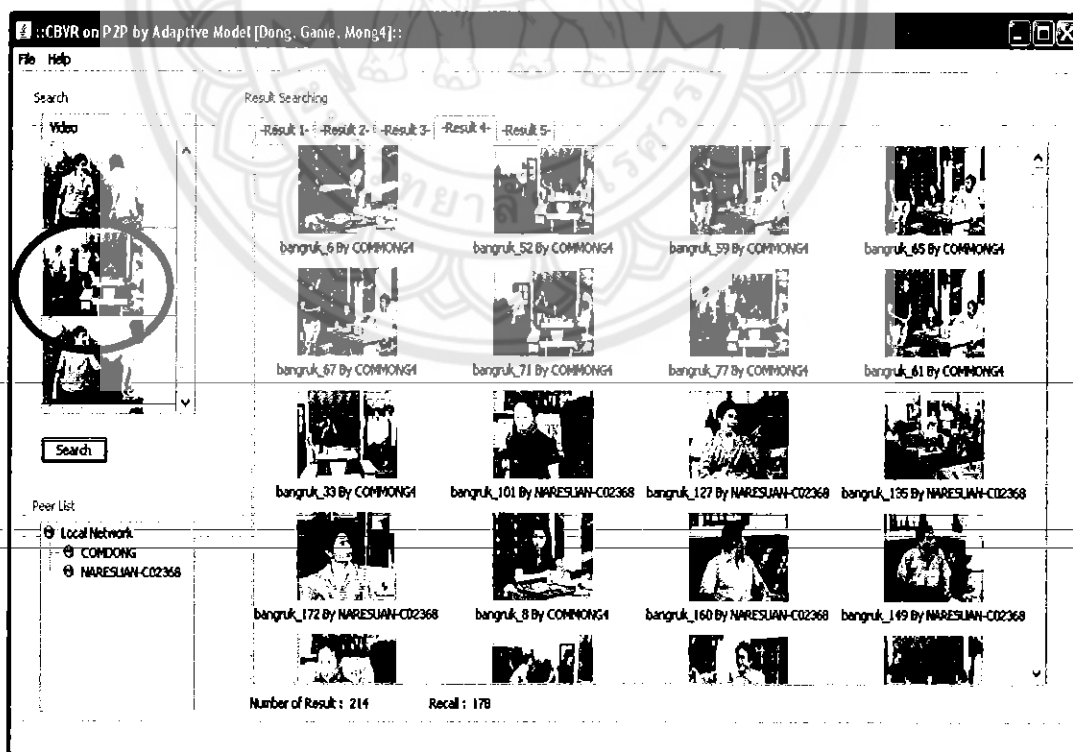 ::CBVR on P2P by Adaptive Model [Dong, Game, Mong4]::
File Help
Search
Video
Search
Peer List
Local Network
COMDONG
NARESUAN-C02368
Result Searching
-Result 1- -Result 2- -Result 3- -Result 4- -Result 5-
bangruk_6 By COMMONG4 bangruk_52 By COMMONG4 bangruk_59 By COMMONG4 bangruk_65 By COMMONG4
bangruk_67 By COMMONG4 bangruk_71 By COMMONG4 bangruk_77 By COMMONG4 bangruk_61 By COMMONG4
bangruk_33 By COMMONG4 bangruk_101 By NARESUAN-C02368 bangruk_127 By NARESUAN-C02368 bangruk_135 By NARESUAN-C02368
bangruk_172 By NARESUAN-C02368 bangruk_8 By COMMONG4 bangruk_160 By NARESUAN-C02368 bangruk_149 By NARESUAN-C02368
Number of Result : 214 Recall : 178